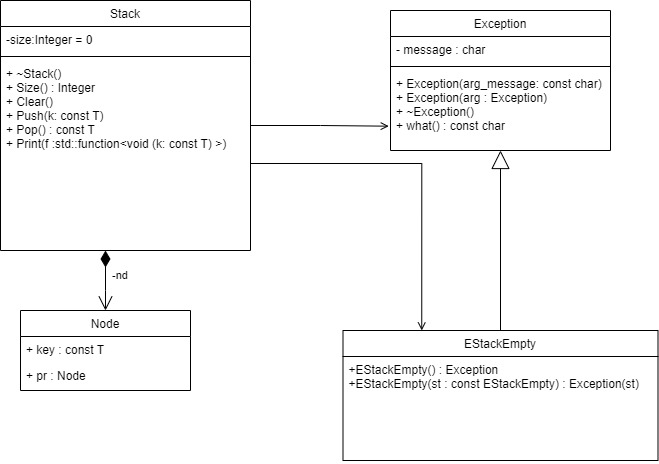 Stack
-size:Integer = 0
+ ~Stack()
+ Size() : Integer
+ Clear()
+ Push(k: const T)
+ Pop() : const T
+ Print(f :std::function<void (k: const T) >)
Exception
- message : char
+ Exception(arg_message: const char)
+ Exception(arg : Exception)
+ ~Exception()
+ what() : const char
-nd
Node
+ key : const T
+ pr : Node
EStackEmpty
+EStackEmpty() : Exception
+EStackEmpty(st : const EStackEmpty) : Exception(st)